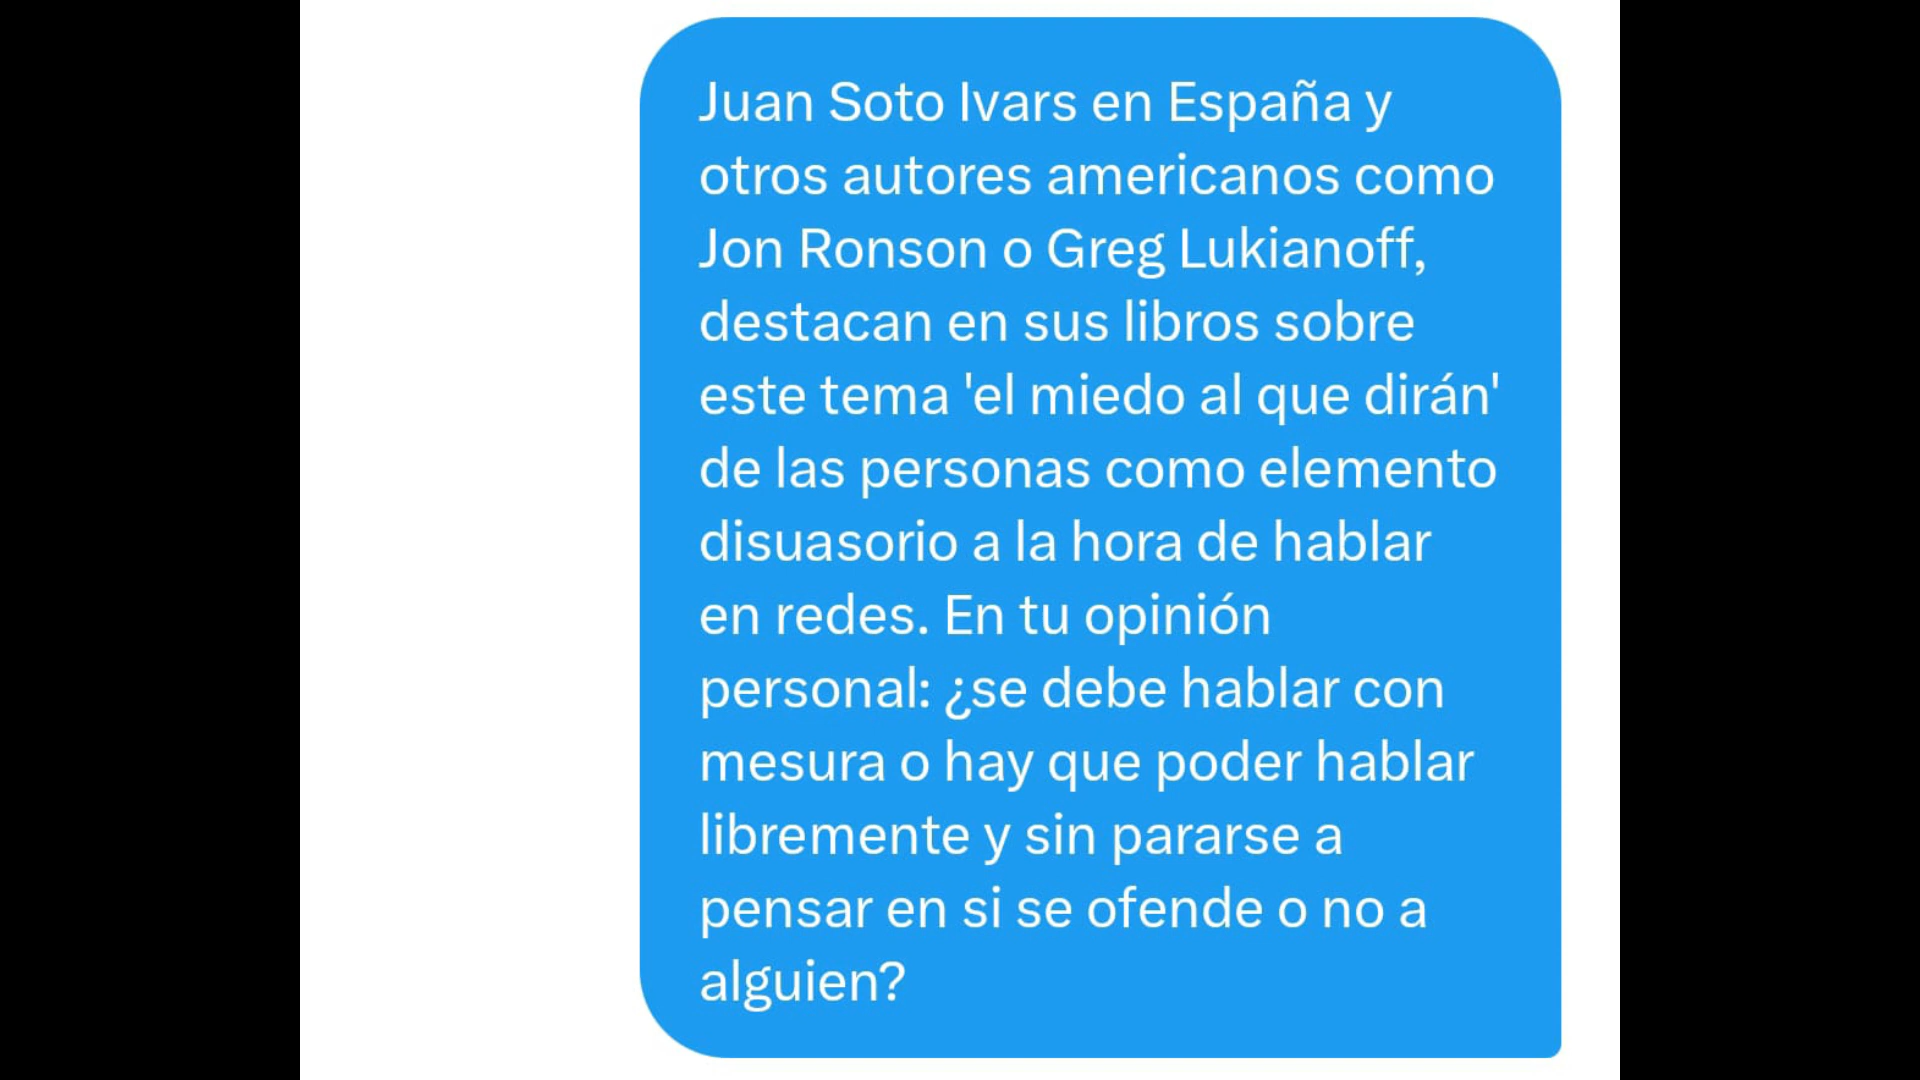 Juan Soto Ivars en España y
otros autores americanos como
Jon Ronson o Greg Lukianoff,
destacan en sus libros sobre
este tema 'el miedo al que dirán'
de las personas como elemento
disuasorio a la hora de hablar
en redes. En tu opinión
personal: ¿se debe hablar con
mesura o hay que poder hablar
libremente y sin pararse a
pensar en si se ofende o no a
alguien?